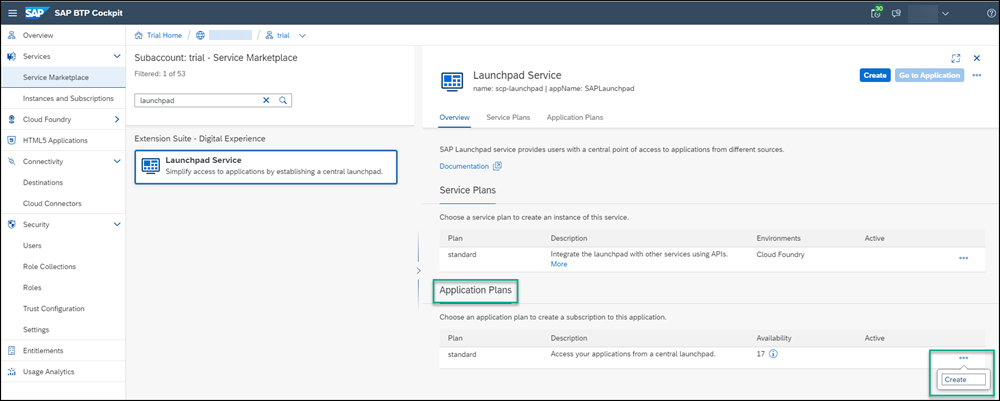 SAP SAP BTP Cockpit
30
Overview
Services
Service Marketplace
Instances and Subscriptions
Cloud Foundry
HTML5 Applications
Connectivity
Destinations
Cloud Connectors
Security
Users
Role Collections
Roles
Trust Configuration
Settings
Entitlements
Usage Analytics
Trial Home / / trial
Subaccount: trial - Service Marketplace
Filtered: 1 of 53
launchpad
Extension Suite - Digital Experience
Launchpad Service
Simplify access to applications by establishing a central launchpad.
Launchpad Service
name: scp-launchpad | appName: SAPLaunchpad
Create Go to Application
Overview Service Plans Application Plans
SAP Launchpad service provides users with a central point of access to applications from different sources.
Documentation
Service Plans
Choose a service plan to create an instance of this service.
Plan Description Environments Active
standard Integrate the launchpad with other services using APIs. Cloud Foundry
More
Application Plans
Choose an application plan to create a subscription to this application.
Plan Description Availability Active
standard Access your applications from a central launchpad. 17
Create